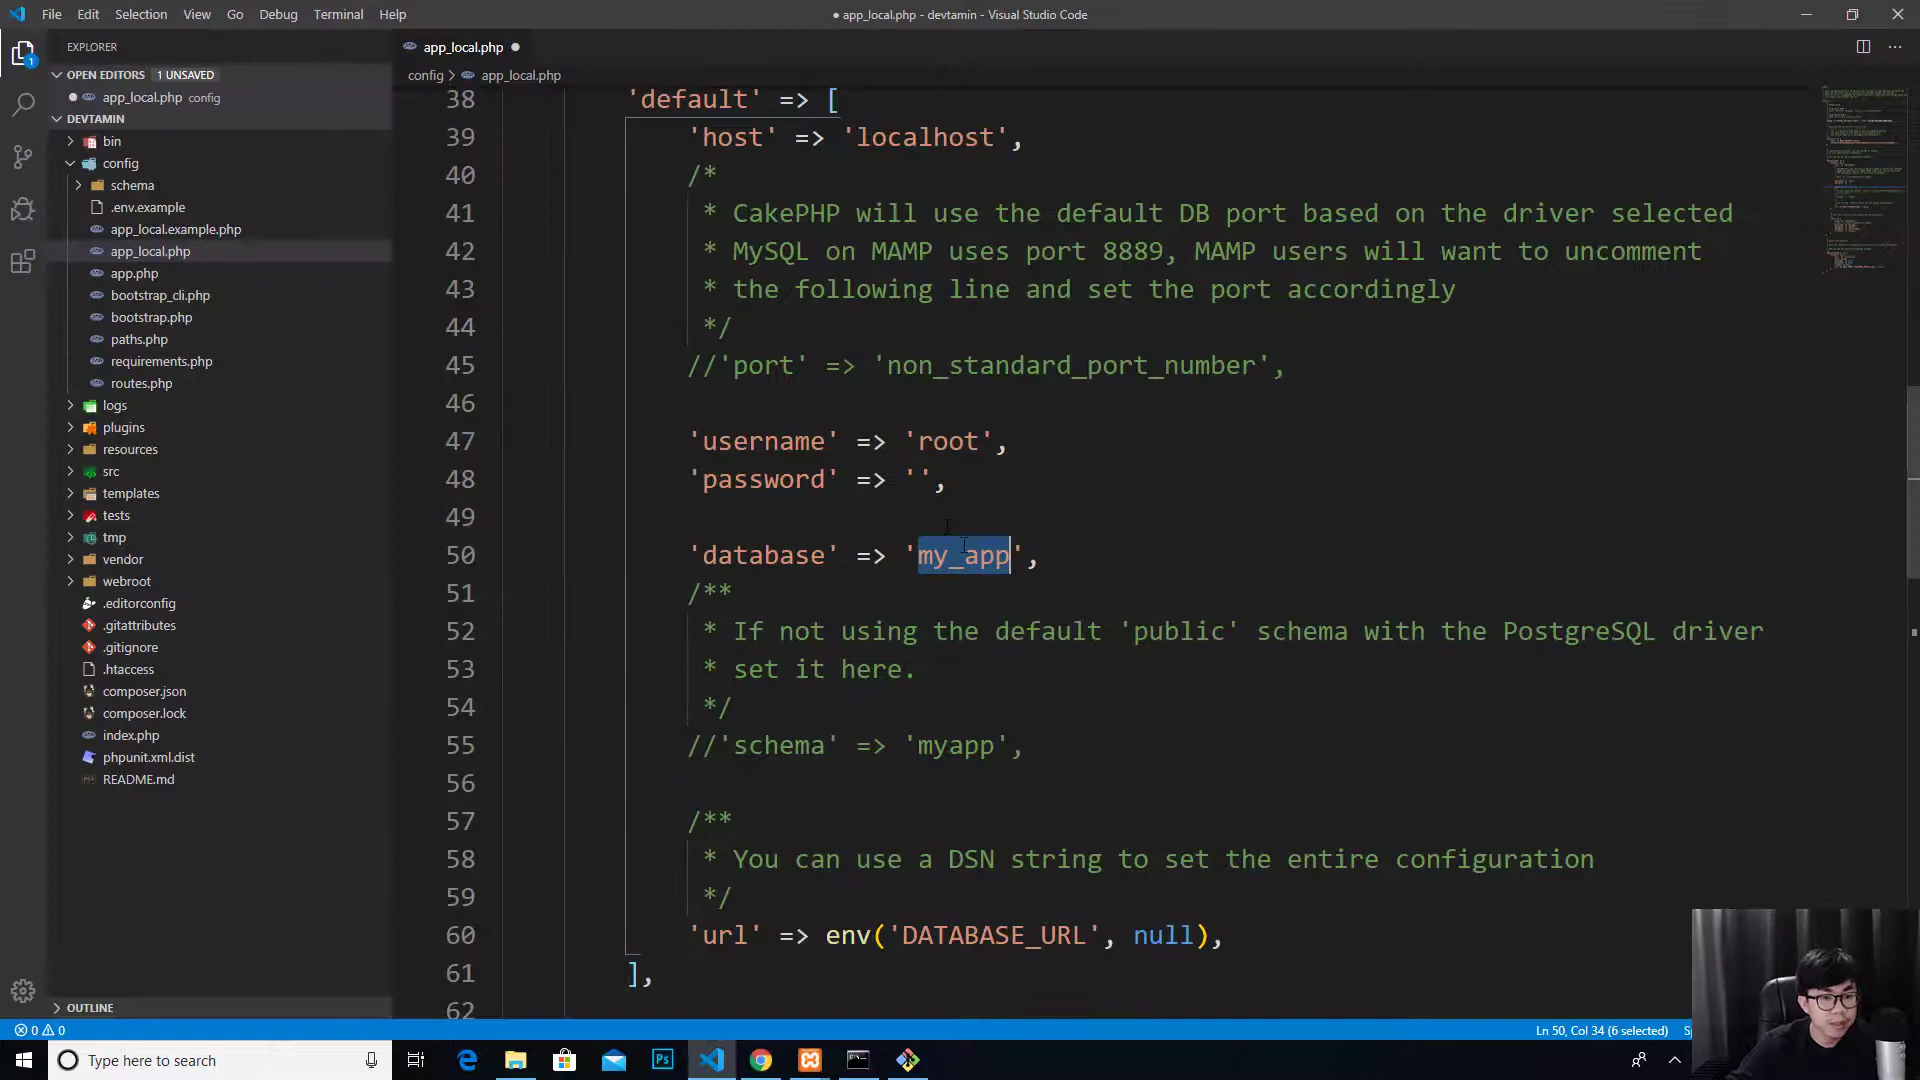 File Edit Selection View Go Debug Terminal Help
● app_local.php - devtamin - Visual Studio Code
EXPLORER
OPEN EDITORS 1 UNSAVED
app_local.php config
DEVTAMIN
bin
config
schema
.env.example
app_local.example.php
app_local.php
app.php
bootstrap_cli.php
bootstrap.php
paths.php
requirements.php
routes.php
logs
plugins
resources
src
templates
tests
tmp
vendor
webroot
.editorconfig
.gitattributes
.gitignore
.htaccess
composer.json
composer.lock
index.php
phpunit.xml.dist
README.md
OUTLINE
app_local.php
config > app_local.php
38 'default' => [
39 'host' => 'localhost',
40 /*
41 * CakePHP will use the default DB port based on the driver selected
42 * MySQL on MAMP uses port 8889, MAMP users will want to uncomment
43 * the following line and set the port accordingly
44 */
45 //'port' => 'non_standard_port_number',
46
47 'username' => 'root',
48 'password' => '',
49
50 'database' => 'my_app',
51 /**
52 * If not using the default 'public' schema with the PostgreSQL driver
53 * set it here.
54 */
55 //'schema' => 'myapp',
56
57 /**
58 * You can use a DSN string to set the entire configuration
59 */
60 'url' => env('DATABASE_URL', null),
61 ],
62
0 0
Ln 50, Col 34 (6 selected)
Type here to search
Ps